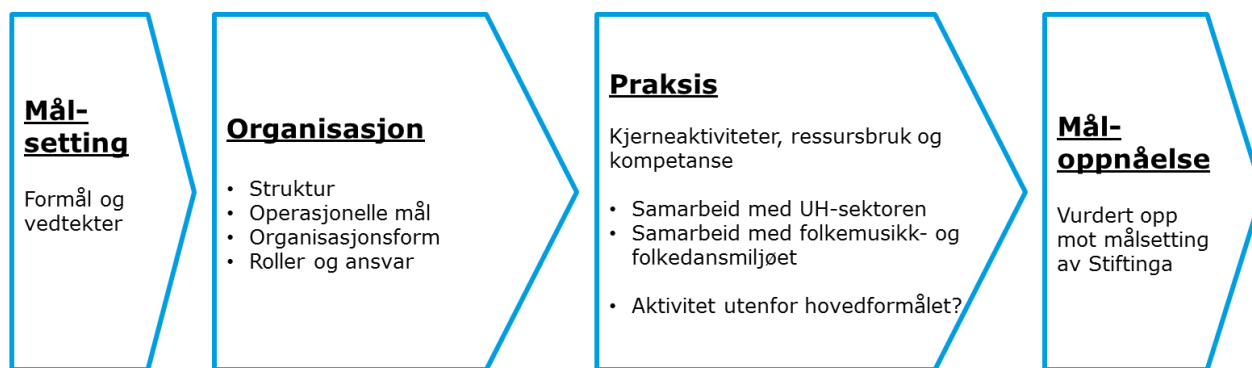 Mål-
setting
Formål og
vedtekter
Organisasjon
• Struktur
• Operasjonelle mål
• Organisasjonsform
• Roller og ansvar
Praksis
Kjerneaktiviteter, ressursbruk og
kompetanse
• Samarbeid med UH-sektoren
• Samarbeid med folkemusikk- og
folkedansmiljøet
• Aktivitet utenfor hovedformålet?
Mål-
oppnåelse
Vurdert opp
mot målsetting
av Stiftinga